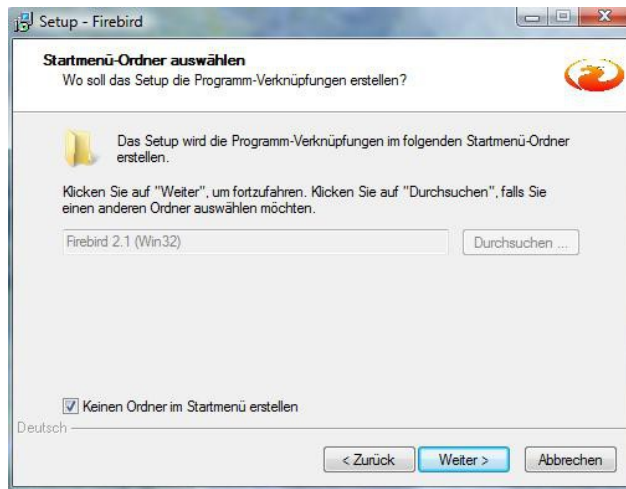 Setup - Firebird
Startmenü-Ordner auswählen
Wo soll das Setup die Programm-Verknüpfungen erstellen?
Das Setup wird die Programm-Verknüpfungen im folgenden Startmenü-Ordner
erstellen.
Klicken Sie auf "Weiter", um fortzufahren. Klicken Sie auf "Durchsuchen", falls Sie
einen anderen Ordner auswählen möchten.
Firebird 2.1 (Win32)
Durchsuchen ...
Keinen Ordner im Startmenü erstellen
Deutsch
< Zurück
Weiter >
Abbrechen